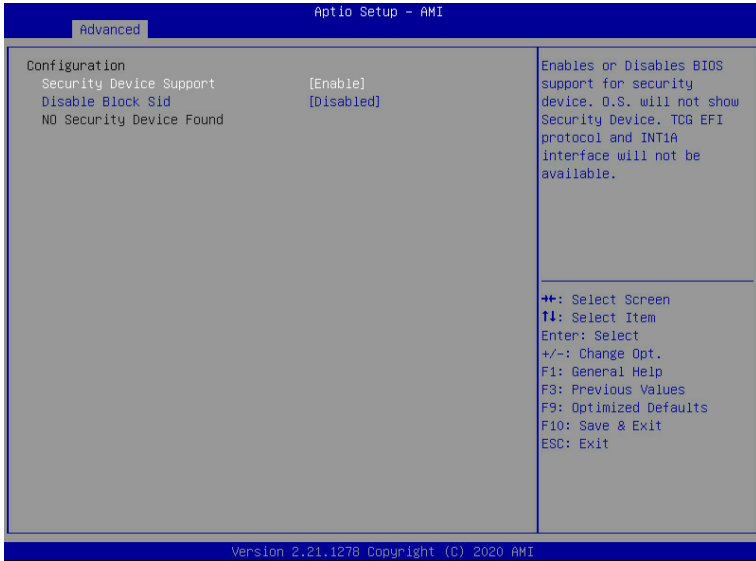 Aptio Setup – AMI
Advanced
Configuration
Security Device Support [Enable]
Disable Block Sid [Disabled]
NO Security Device Found
Enables or Disables BIOS
support for security
device. O.S. will not show
Security Device. TCG EFI
protocol and INT1A
interface will not be
available.
→←: Select Screen
↑↓: Select Item
Enter: Select
+/-: Change Opt.
F1: General Help
F3: Previous Values
F9: Optimized Defaults
F10: Save & Exit
ESC: Exit
Version 2.21.1278 Copyright (C) 2020 AMI